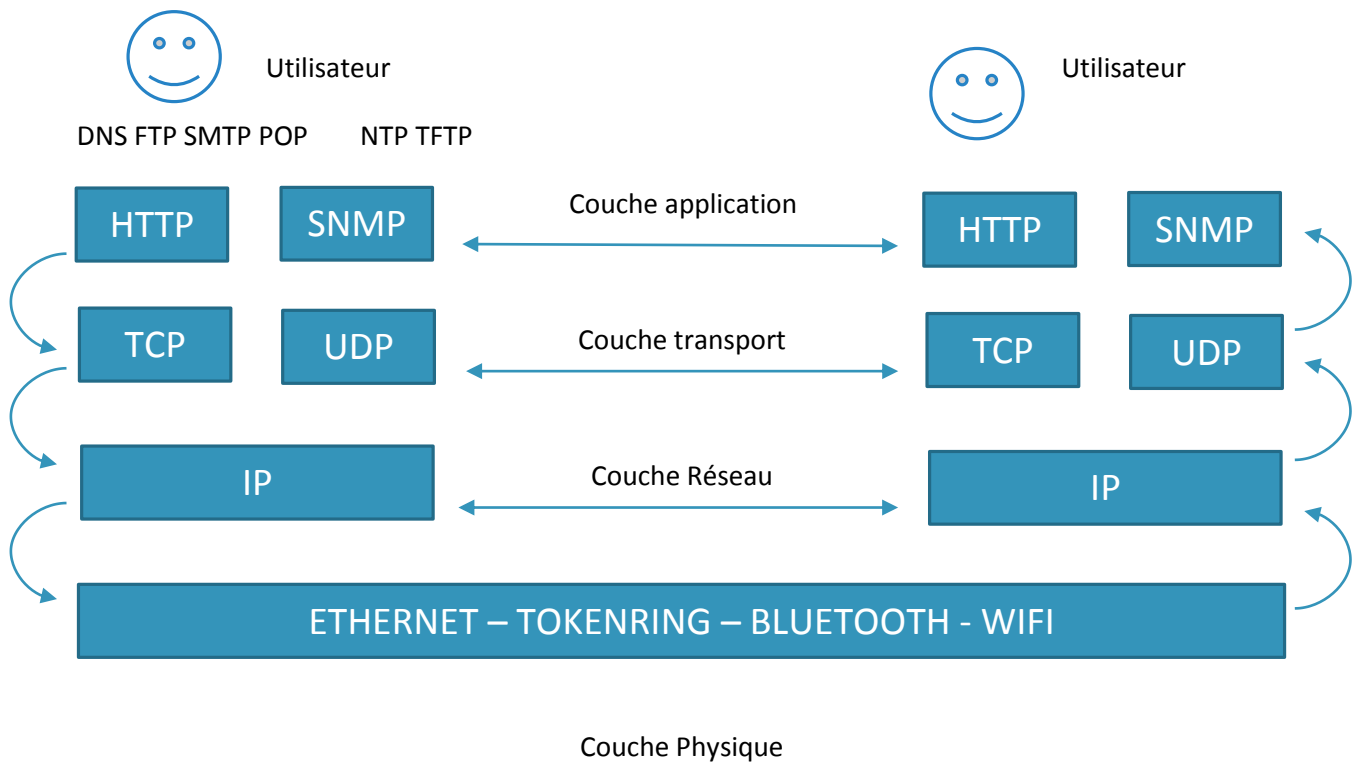 Utilisateur
Utilisateur
DNS FTP SMTP POP NTP TFTP
HTTP SNMP
Couche application
HTTP SNMP
TCP UDP
Couche transport
TCP UDP
IP
Couche Réseau
IP
ETHERNET – TOKENRING – BLUETOOTH - WIFI
Couche Physique